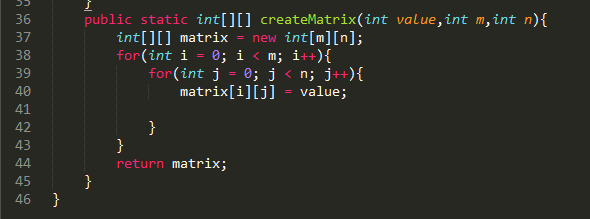 35 }
36 public static int[][] createMatrix(int value,int m,int n){
37 int[][] matrix = new int[m][n];
38 for(int i = 0; i < m; i++){
39 for(int j = 0; j < n; j++){
40 matrix[i][j] = value;
41
42 }
43 }
44 return matrix;
45 }
46 }